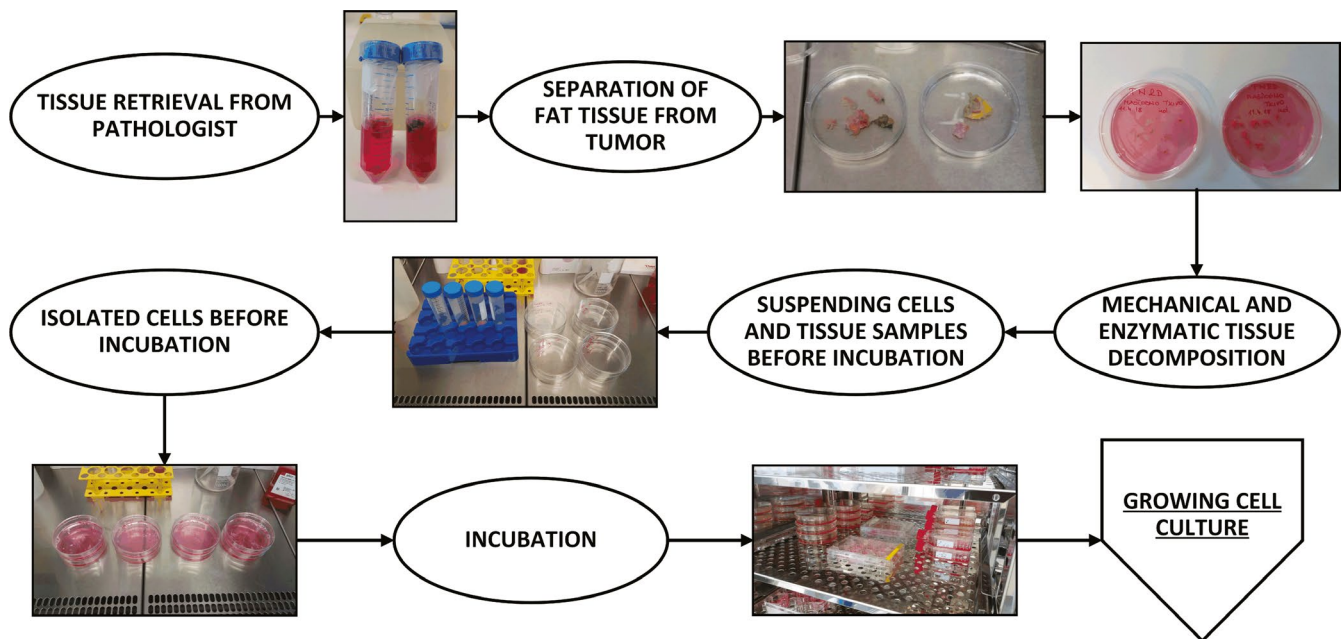 TISSUE RETRIEVAL FROM
PATHOLOGIST
SEPARATION OF
FAT TISSUE FROM
TUMOR
MECHANICAL AND
ENZYMATIC TISSUE
DECOMPOSITION
SUSPENDING CELLS
AND TISSUE SAMPLES
BEFORE INCUBATION
ISOLATED CELLS BEFORE
INCUBATION
INCUBATION
GROWING CELL
CULTURE